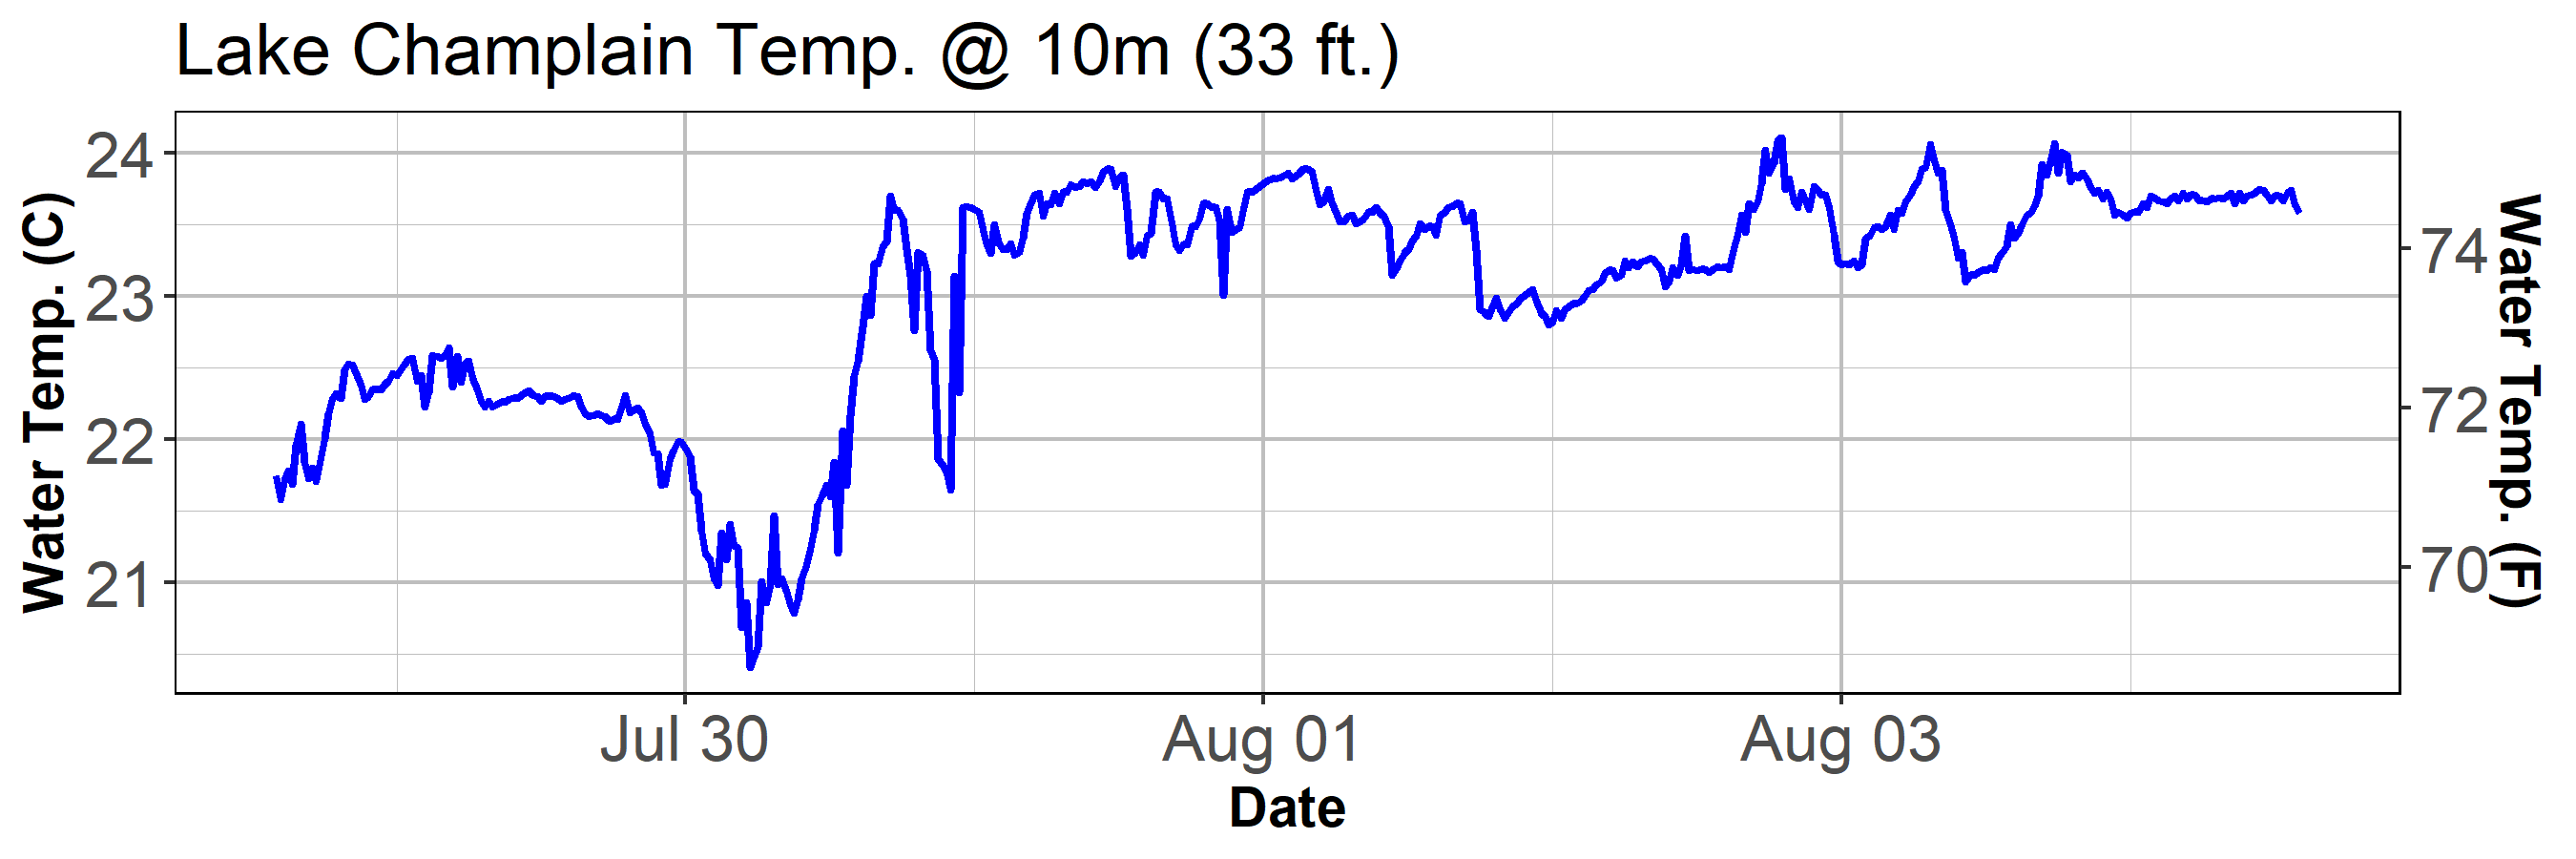 Lake Champlain Temp. @ 10m (33 ft.)
Water Temp. (C)
24
23
22
21
74
72
70
Water Temp. (F)
Jul 30
Aug 01
Aug 03
Date